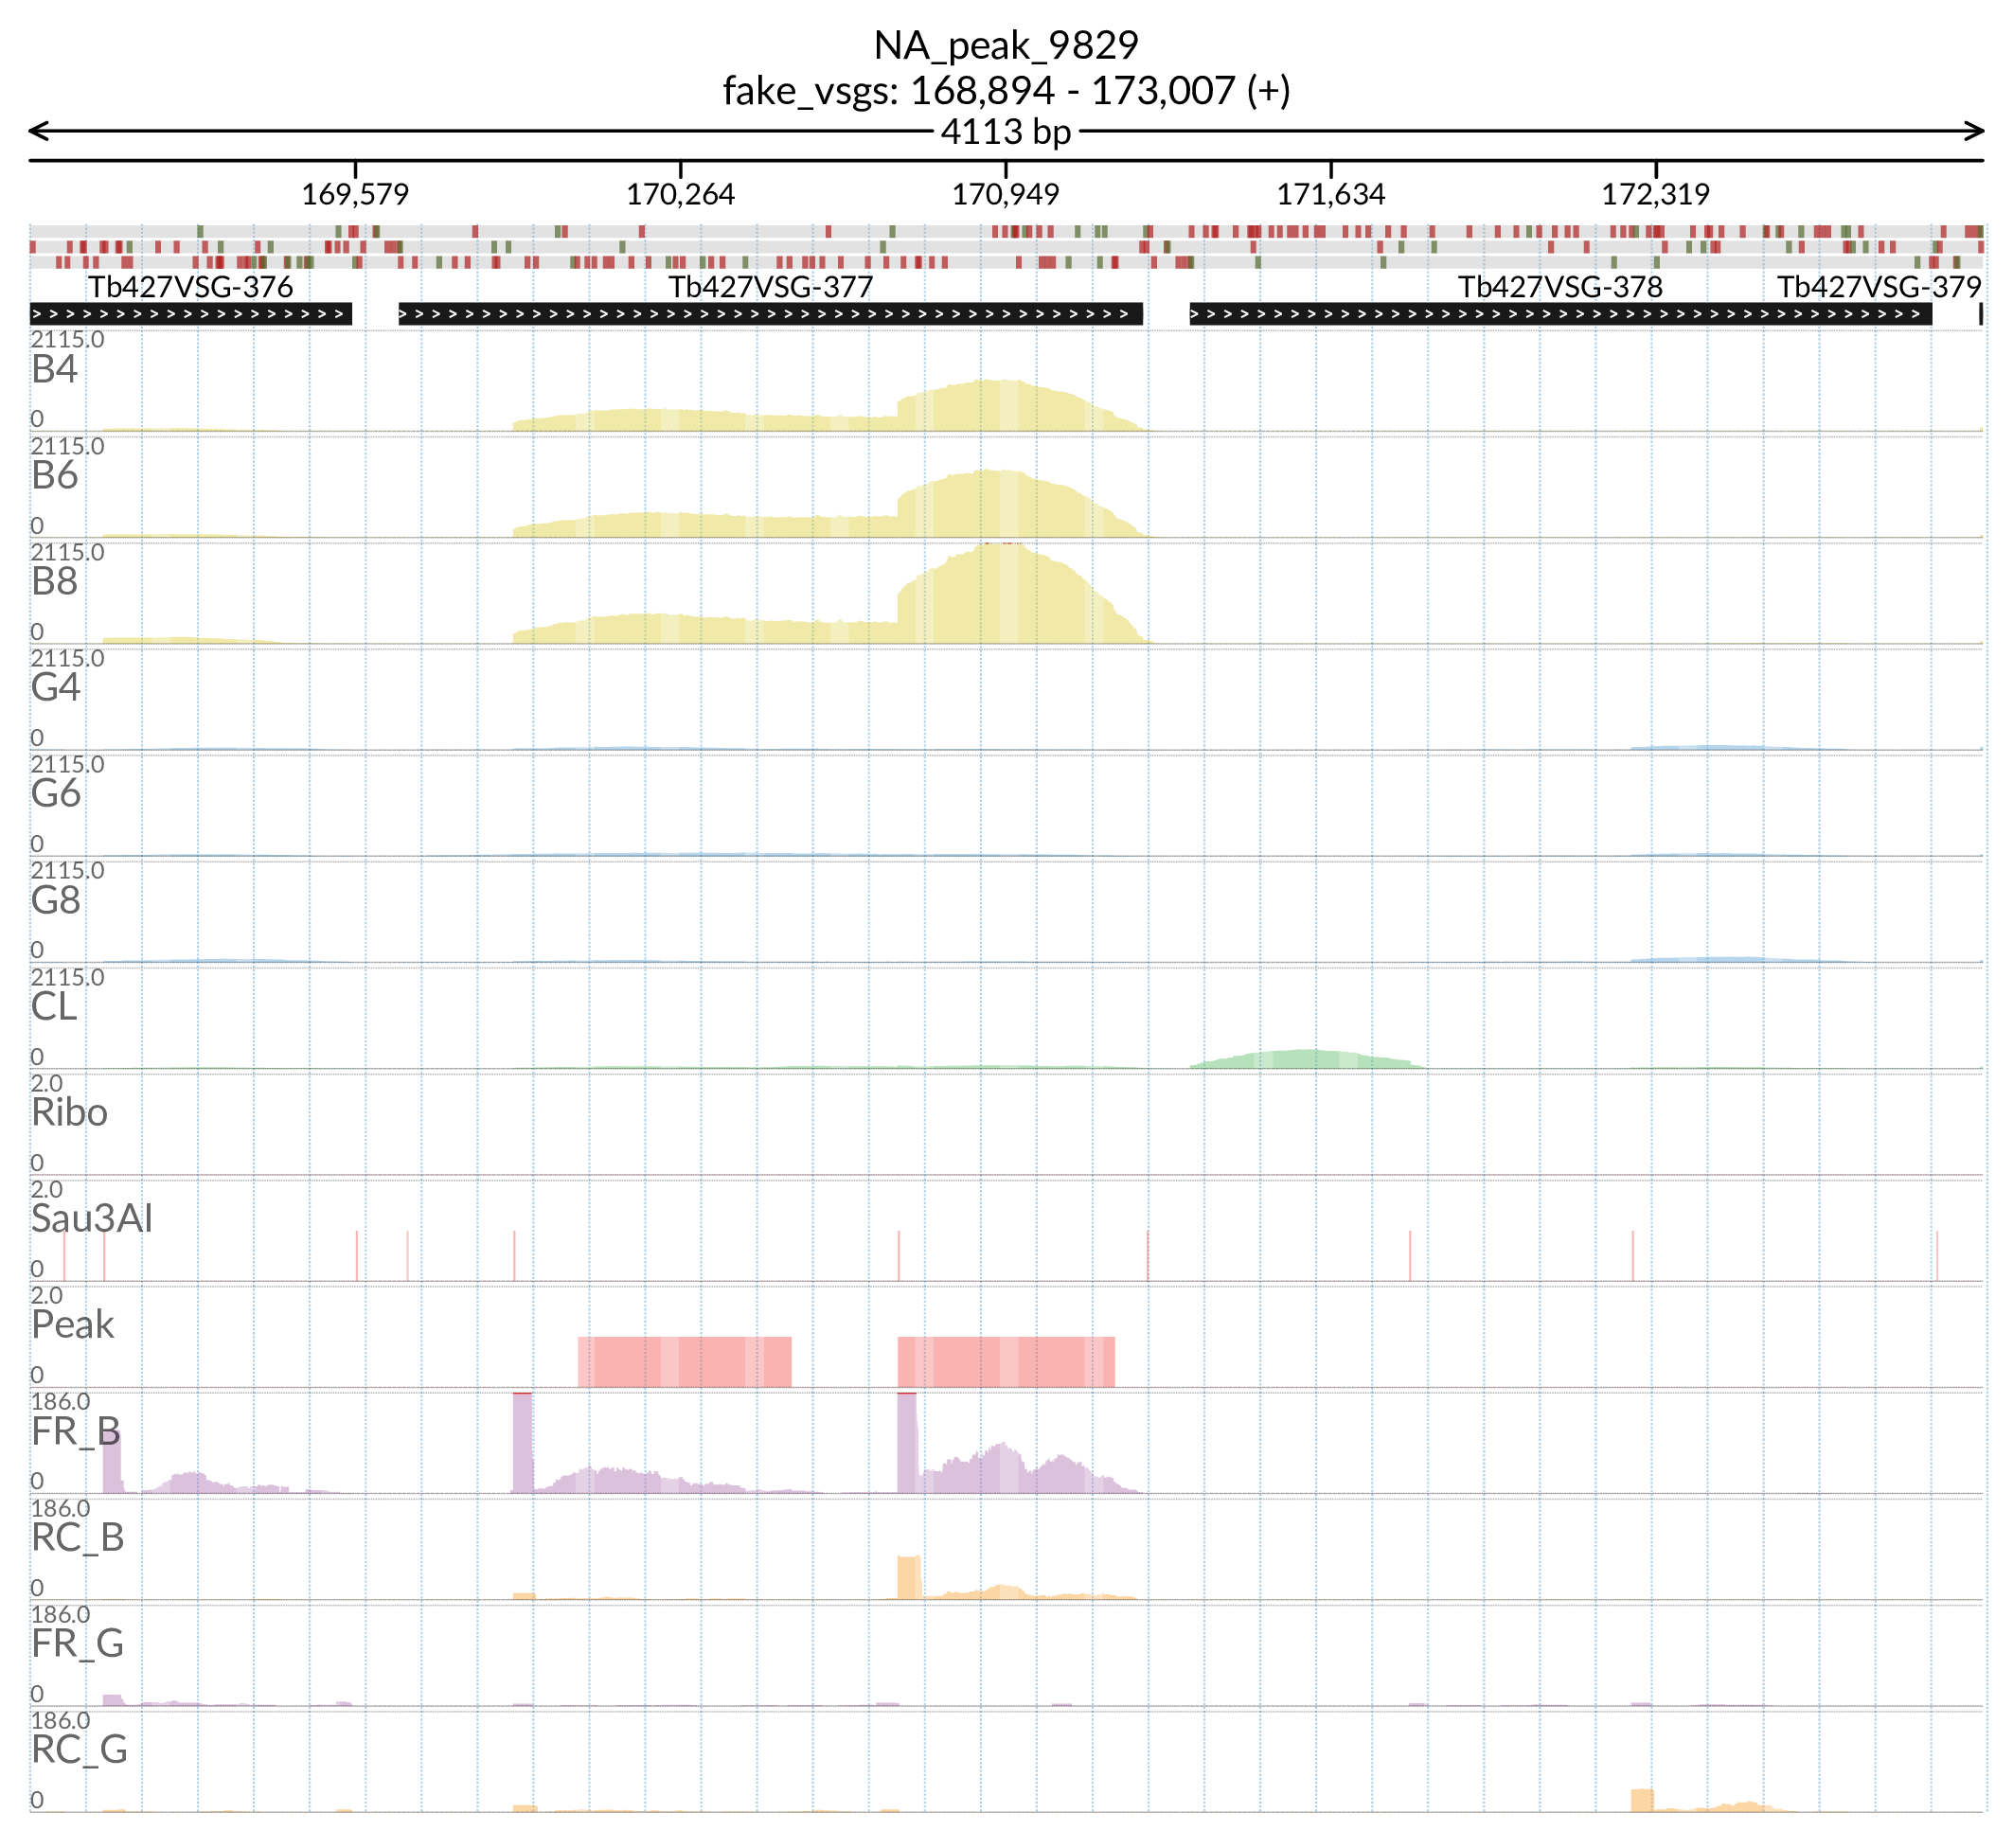 NA_peak_9829
fake_vsgs: 168,894 - 173,007 (+)
4113 bp
169,579 170,264 170,949 171,634 172,319
Tb427VSG-376 Tb427VSG-377 Tb427VSG-378 Tb427VSG-379
2115.0
B4
0
2115.0
B6
0
2115.0
B8
0
2115.0
G4
0
2115.0
G6
0
2115.0
G8
0
2115.0
CL
0
2.0
Ribo
0
2.0
Sau3AI
0
2.0
Peak
0
186.0
FR_B
0
186.0
RC_B
0
186.0
FR_G
0
186.0
RC_G
0